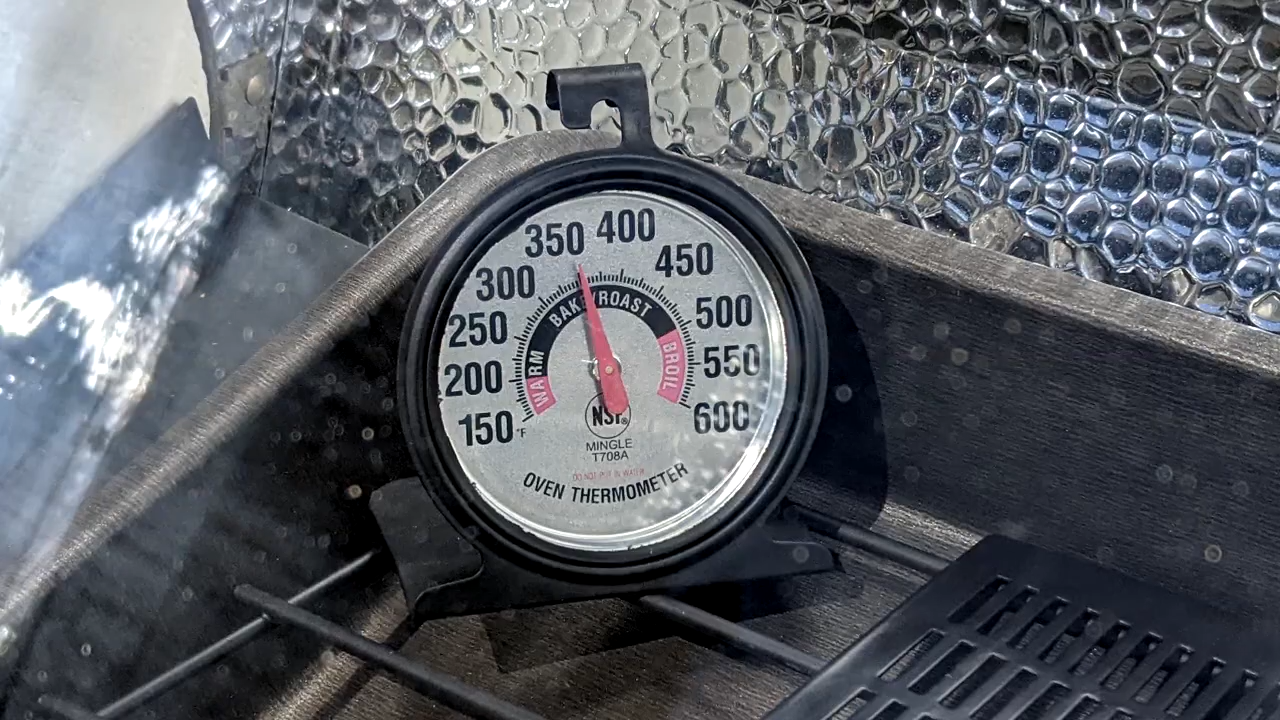 350 400
300 450
250 500
200 550
150 °F 600
WARM BAKE/ROAST BROIL
NSF®
MINGLE
T708A
DO NOT PUT IN WATER
OVEN THERMOMETER